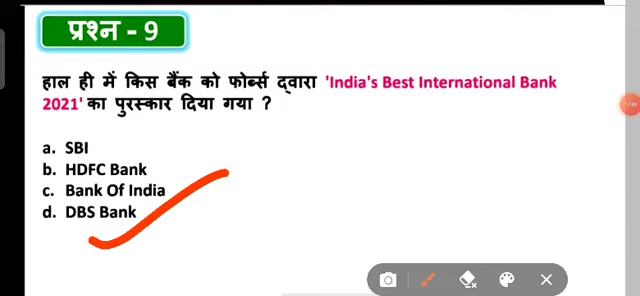 प्रश्न - 9
हाल ही में किस बैंक को फोर्ब्स द्वारा 'India's Best International Bank
2021' का पुरस्कार दिया गया ?
a. SBI
b. HDFC Bank
c. Bank Of India
d. DBS Bank